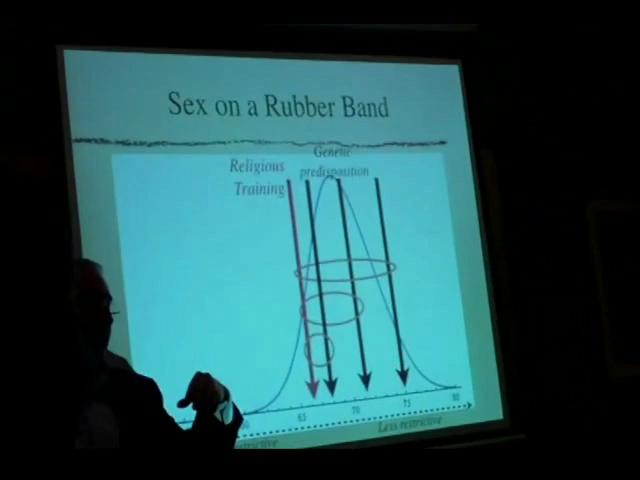 Sex on a Rubber Band
Genetic
predisposition
Religious
Training
65
70
75
80
Less restrictive